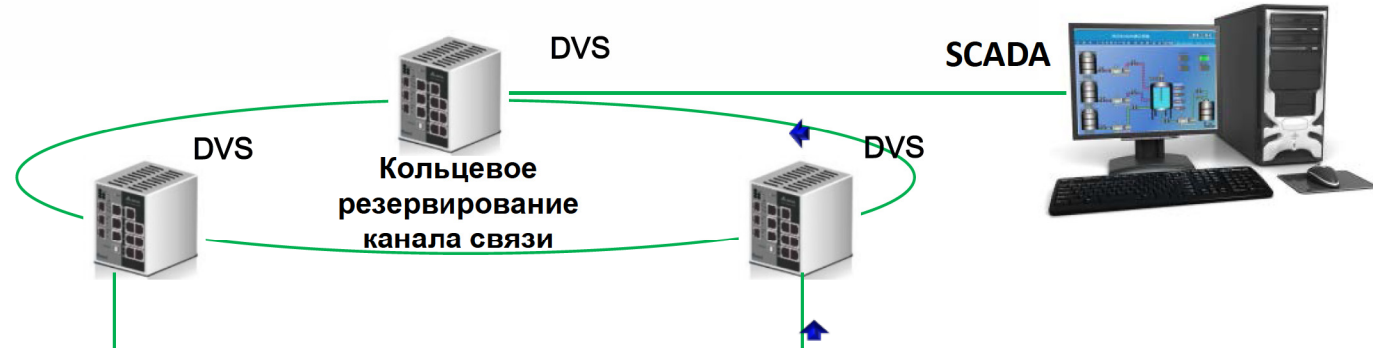 DVS
SCADA
DVS
DVS
Кольцевое
резервирование
канала связи